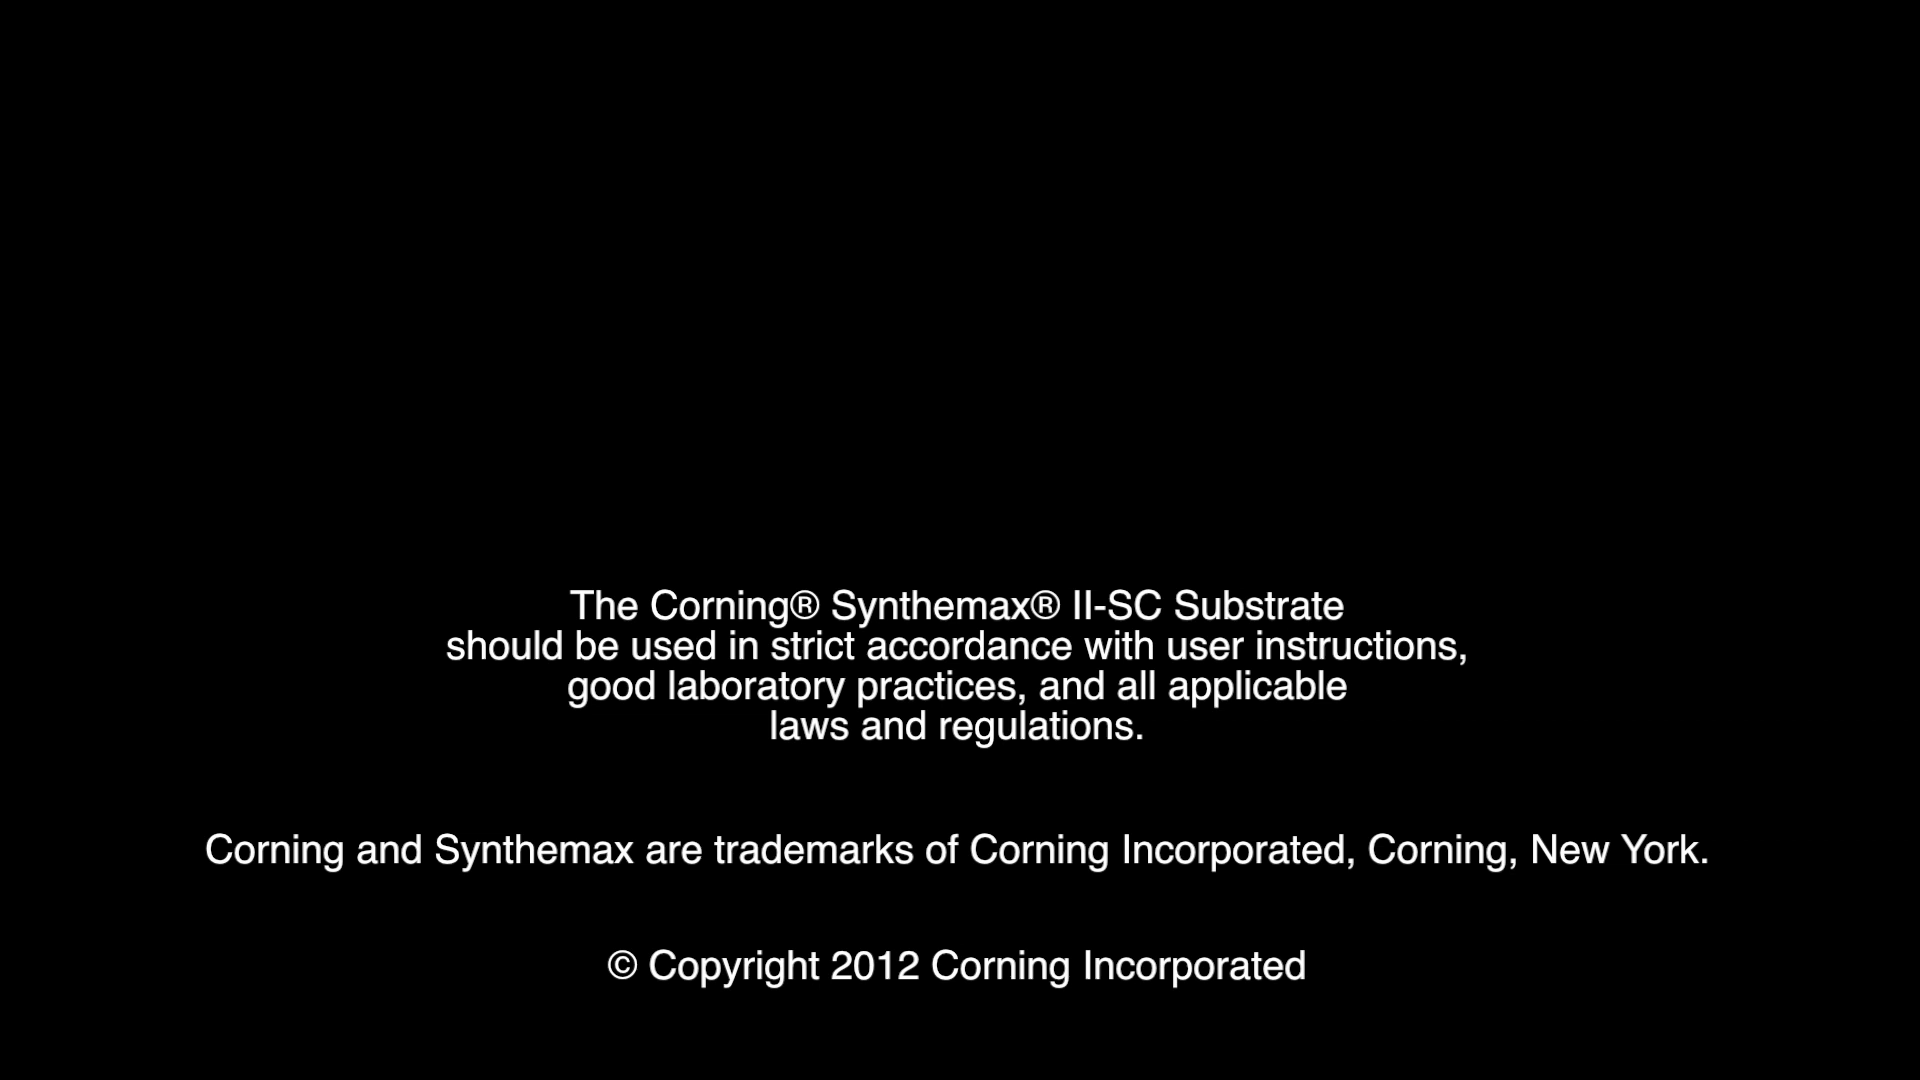 The Corning® Synthemax® II-SC Substrate
should be used in strict accordance with user instructions,
good laboratory practices, and all applicable
laws and regulations.
Corning and Synthemax are trademarks of Corning Incorporated, Corning, New York.
© Copyright 2012 Corning Incorporated